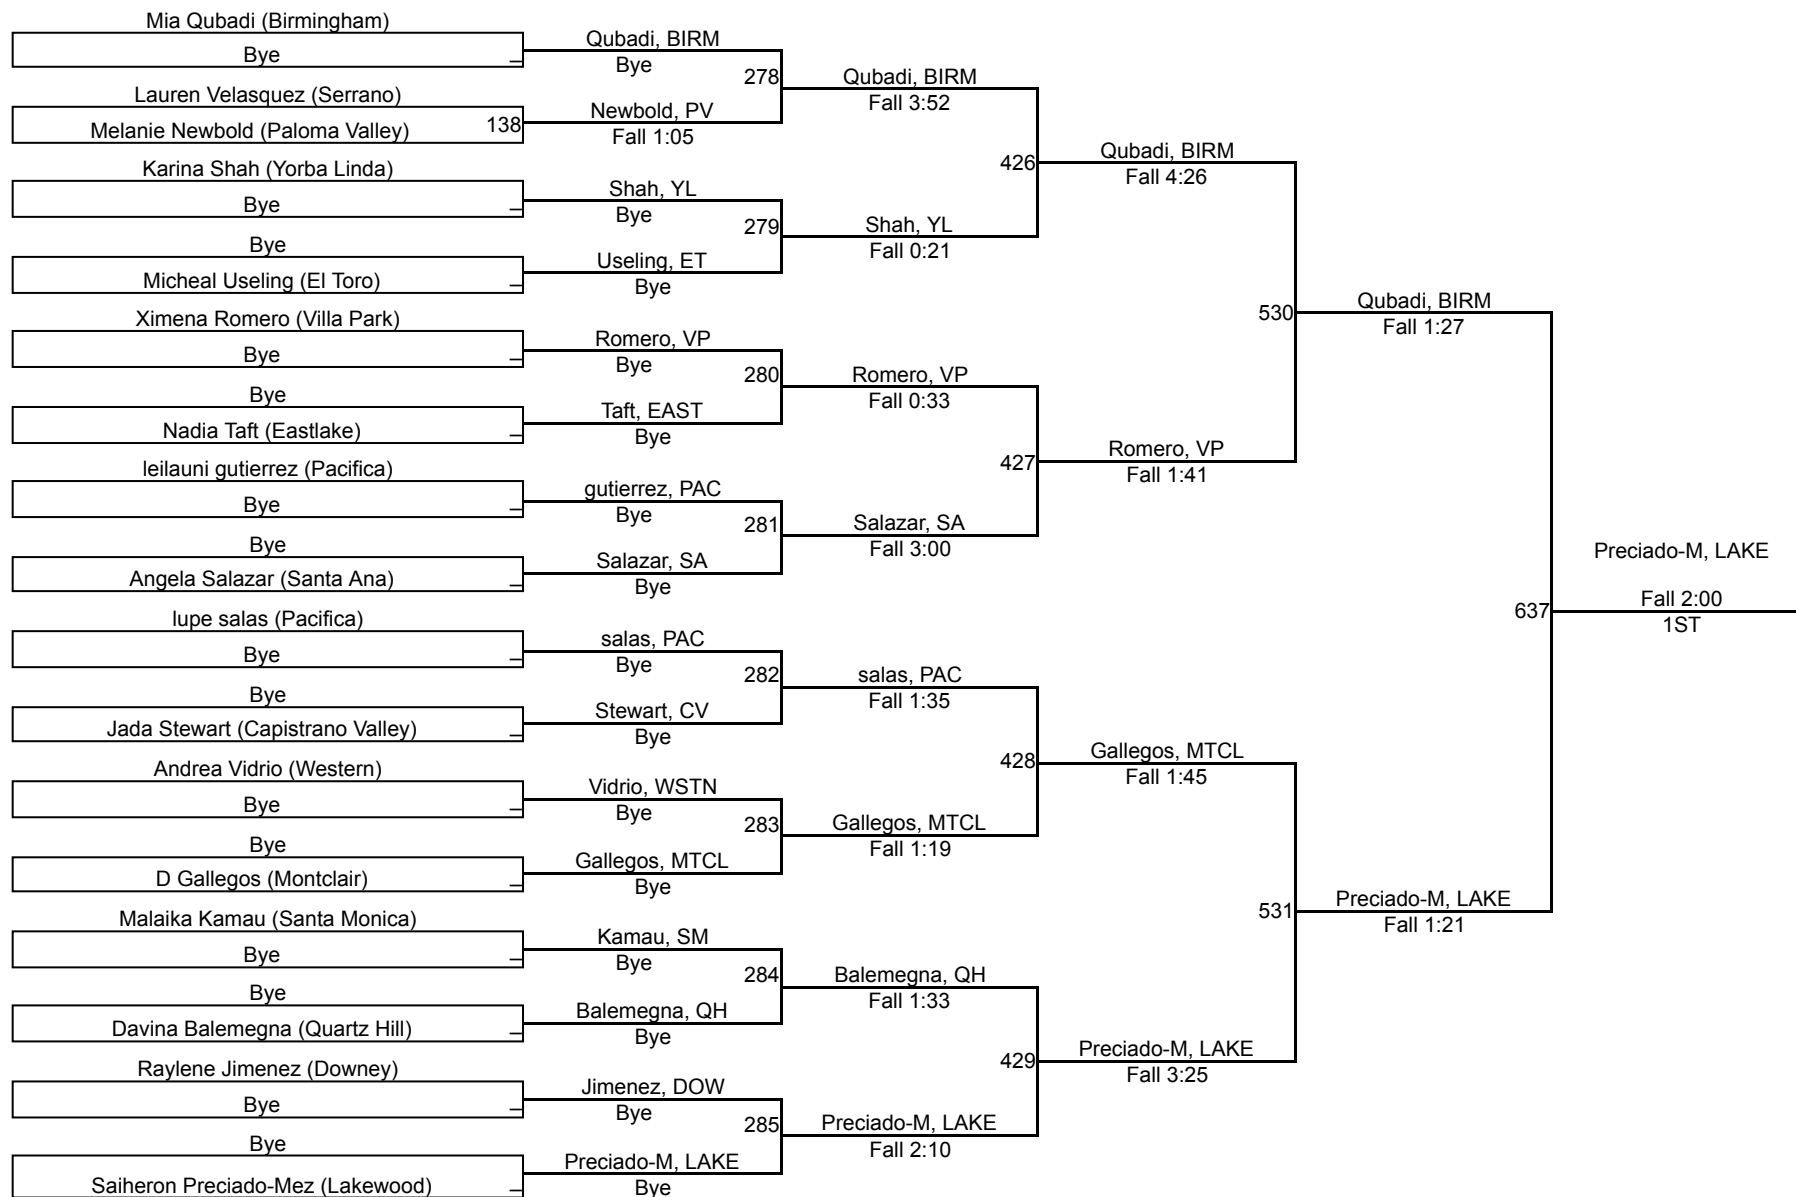 Mia Qubadi (Birmingham)
Bye
Lauren Velasquez (Serrano)
Melanie Newbold (Paloma Valley) 138
Karina Shah (Yorba Linda)
Bye
Bye
Micheal Useling (El Toro)
Ximena Romero (Villa Park)
Bye
Bye
Nadia Taft (Eastlake)
leilauni gutierrez (Pacifica)
Bye
Bye
Angela Salazar (Santa Ana)
lupe salas (Pacifica)
Bye
Bye
Jada Stewart (Capistrano Valley)
Andrea Vidrio (Western)
Bye
Bye
D Gallegos (Montclair)
Malaika Kamau (Santa Monica)
Bye
Bye
Davina Balemegna (Quartz Hill)
Raylene Jimenez (Downey)
Bye
Bye
Saiheron Preciado-Mez (Lakewood)
Qubadi, BIRM
Bye
278
Newbold, PV
Fall 1:05
Shah, YL
Bye
279
Useling, ET
Bye
Romero, VP
Bye
280
Taft, EAST
Bye
gutierrez, PAC
Bye
281
Salazar, SA
Bye
salas, PAC
Bye
282
Stewart, CV
Bye
Vidrio, WSTN
Bye
283
Gallegos, MTCL
Bye
Kamau, SM
Bye
284
Balemegna, QH
Bye
Jimenez, DOW
Bye
285
Preciado-M, LAKE
Bye
Qubadi, BIRM
Fall 3:52
426
Shah, YL
Fall 0:21
Romero, VP
Fall 0:33
427
Salazar, SA
Fall 3:00
salas, PAC
Fall 1:35
428
Gallegos, MTCL
Fall 1:19
Balemegna, QH
Fall 1:33
429
Preciado-M, LAKE
Fall 2:10
Qubadi, BIRM
Fall 4:26
530
Romero, VP
Fall 1:41
Gallegos, MTCL
Fall 1:45
531
Preciado-M, LAKE
Fall 3:25
Qubadi, BIRM
Fall 1:27
637
Preciado-M, LAKE
Fall 1:21
Preciado-M, LAKE
Fall 2:00
1ST